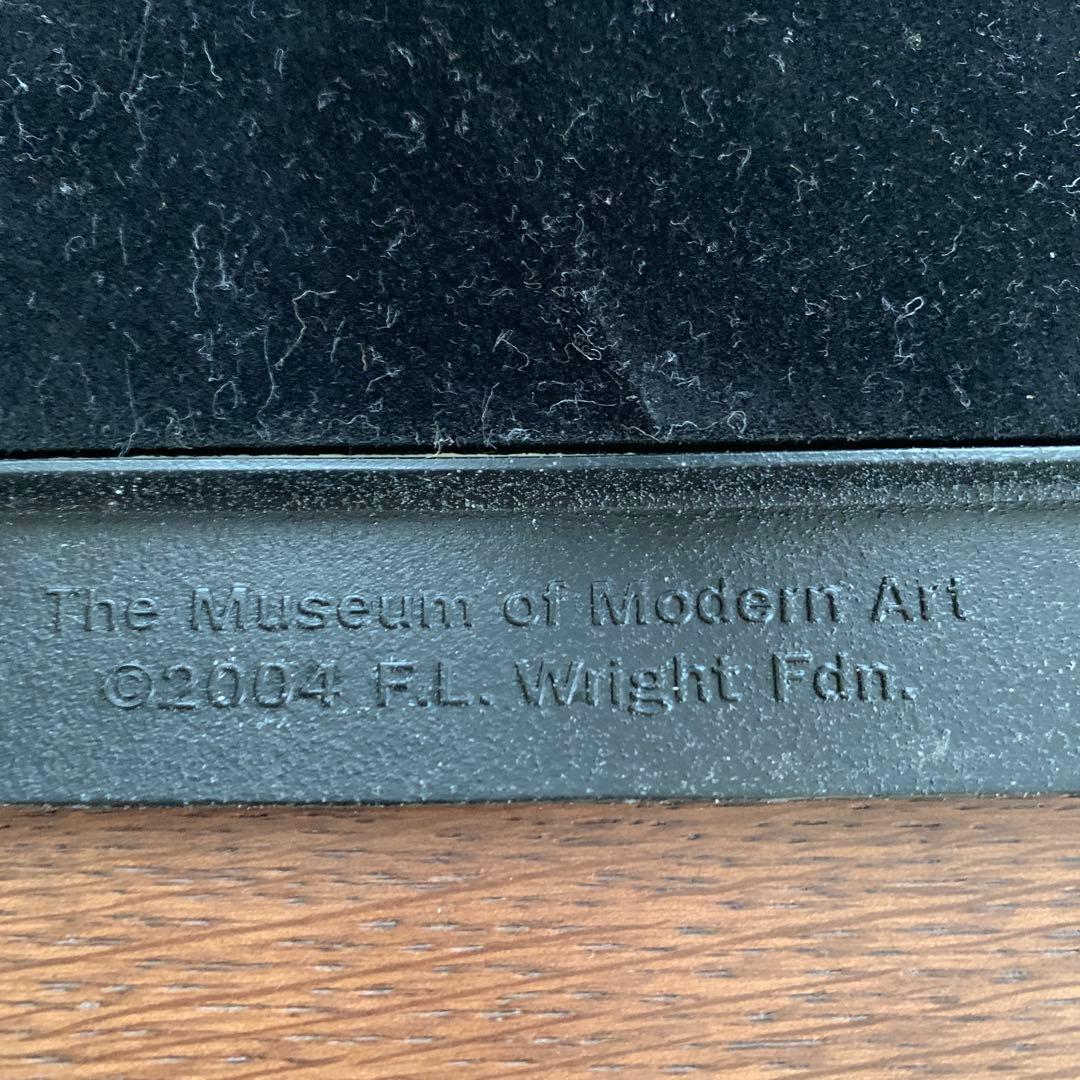 The Museum of Modern Art
©2004 F.L. Wright Fdn.